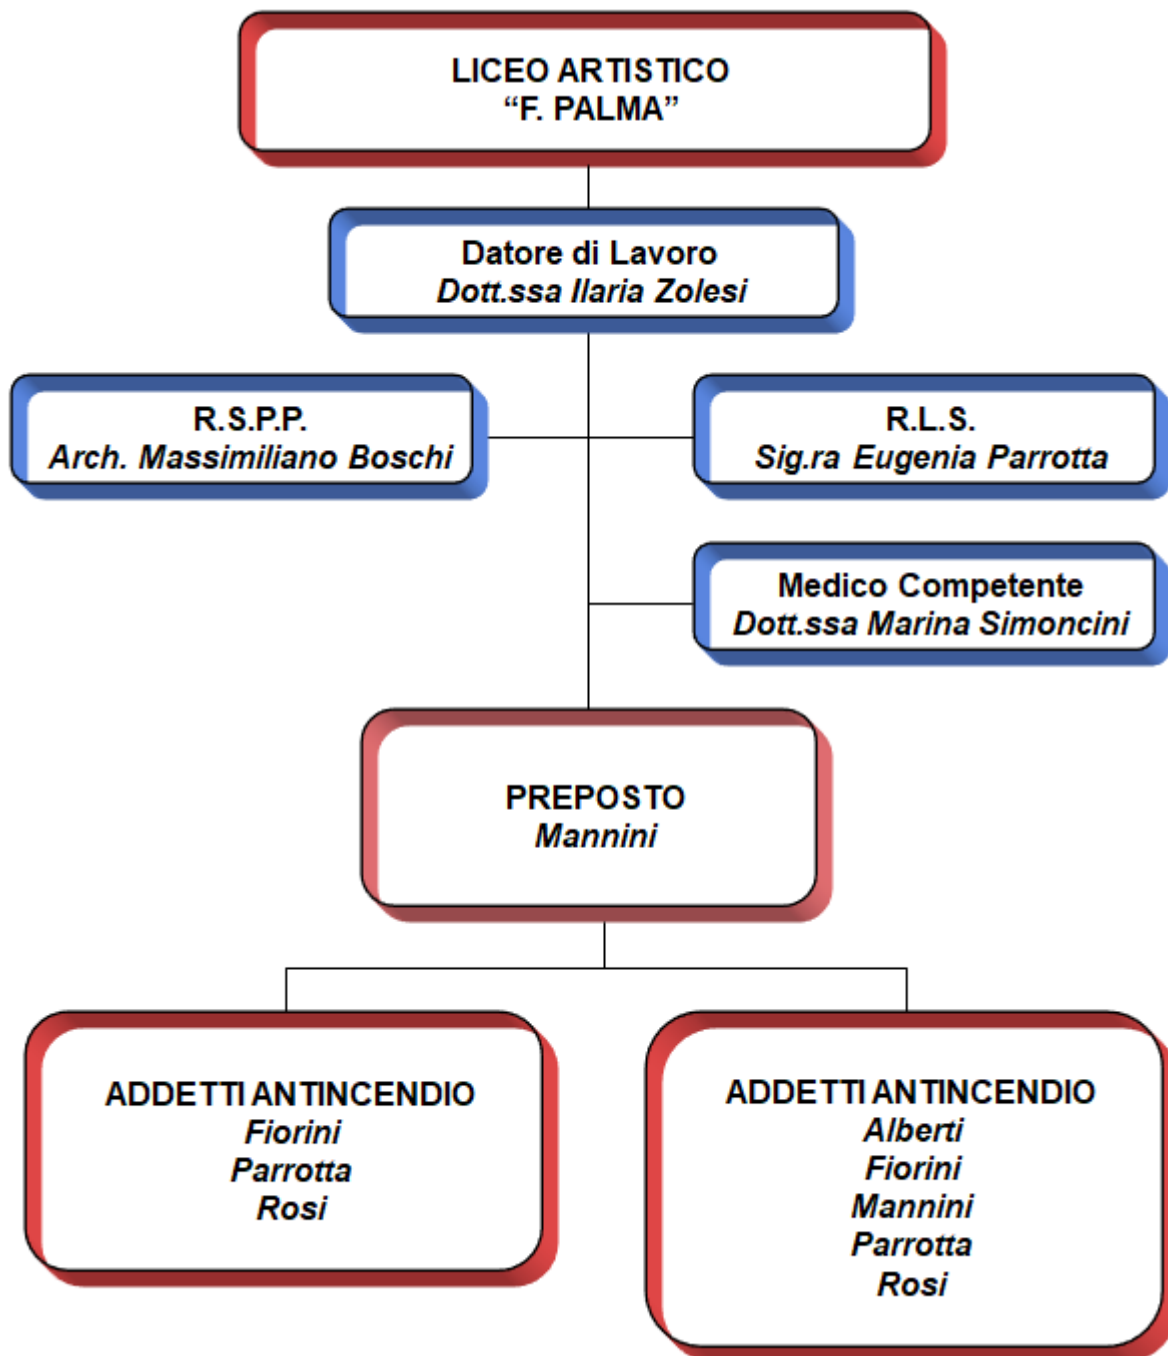 LICEO ARTISTICO
“F. PALMA”
Datore di Lavoro
Dott.ssa Ilaria Zolesi
R.S.P.P.
Arch. Massimiliano Boschi
R.L.S.
Sig.ra Eugenia Parrotta
Medico Competente
Dott.ssa Marina Simoncini
PREPOSTO
Mannini
ADDETTI ANTINCENDIO
Fiorini
Parrotta
Rosi
ADDETTI ANTINCENDIO
Alberti
Fiorini
Mannini
Parrotta
Rosi